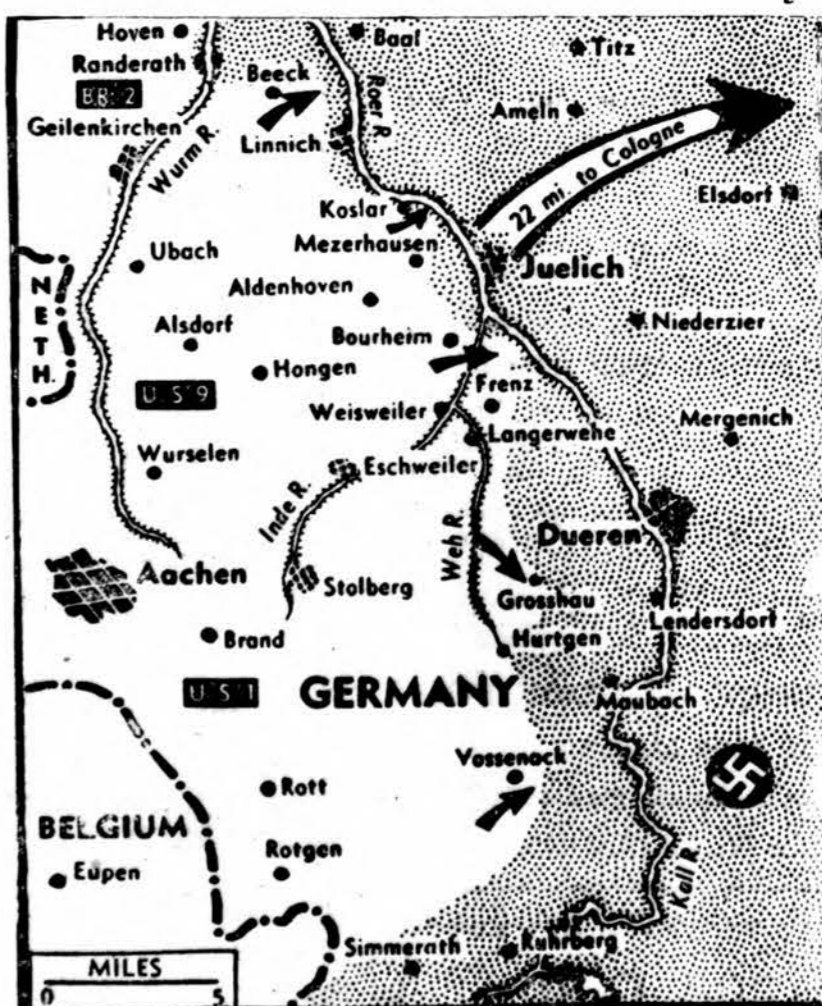 Hoven
Baal
Titz
Randerath
Beeck
BR. 2
Ameln
Roer R.
Geilenkirchen
Linnich
Wurm R.
22 mi. to Cologne
Elsdorf
Koslar
Mezerhausen
Ubach
Juelich
NETH.
Aldenhoven
Alsdorf
Niederzier
Bourheim
Hongen
U. S. 9
Frenz
Weisweiler
Mergenich
Langerwehe
Wurselen
Eschweiler
Inde R.
Dueren
Weh R.
Aachen
Stolberg
Grosshau
Lendersdorf
Brand
Hurtgen
U. S. 1
GERMANY
Maubach
Vossenack
Rott
BELGIUM
Rotgen
Eupen
Kall R.
Simmerath
Ruhrberg
MILES
0 5